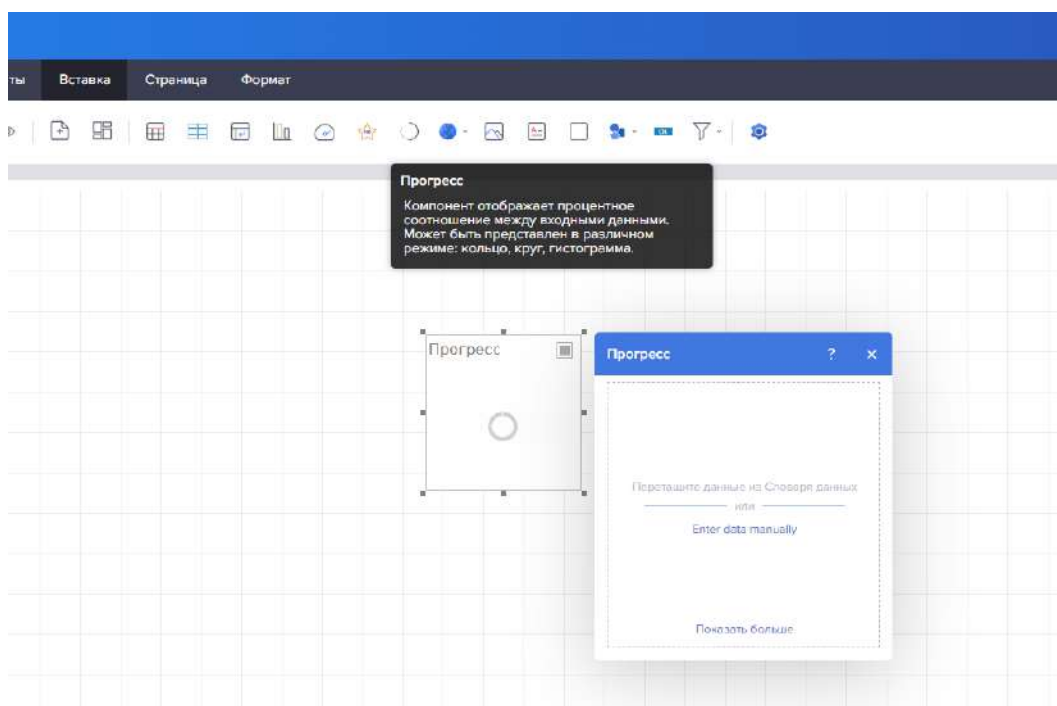 ты Вставка Страница Формат
Прогресс
Компонент отображает процентное
соотношение между входными данными.
Может быть представлен в различном
режиме: кольцо, круг, гистограмма.
Прогресс
Прогресс ? ×
Перетащите данные из Словаря данных
или
Enter data manually
Показать больше